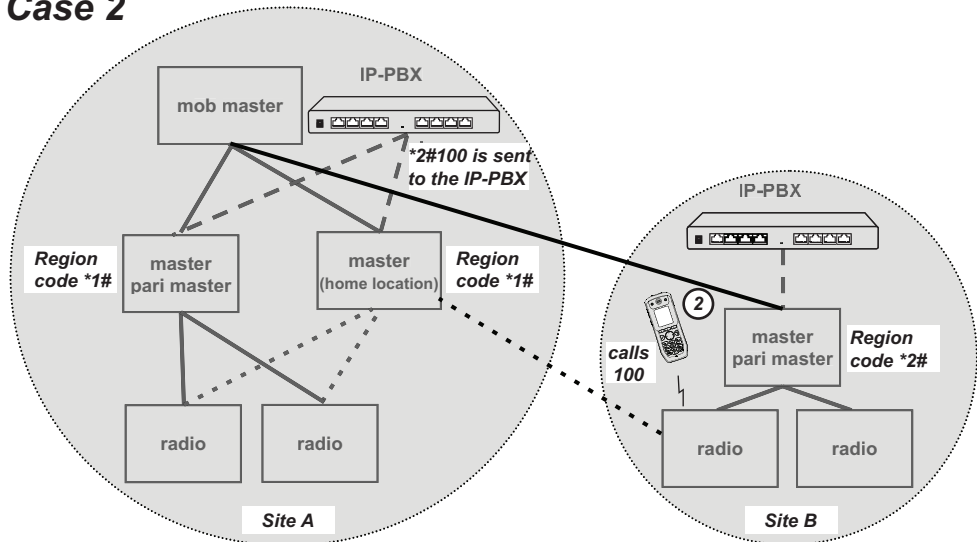 Case 2
IP-PBX
mob master
*2#100 is sent
to the IP-PBX
IP-PBX
Region
code *1#
master
pari master
master
(home location)
Region
code *1#
2
calls
100
master
pari master
Region
code *2#
radio
radio
radio
radio
Site A
Site B